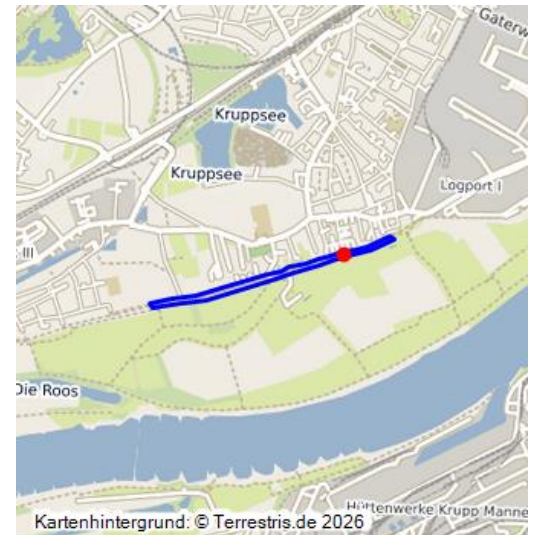 Gaterw
Kruppsee
Kruppsee
Logport I
III
Die Roos
Hüttenwerke Krupp Manne
Kartenhintergrund: © Terrestris.de 2026